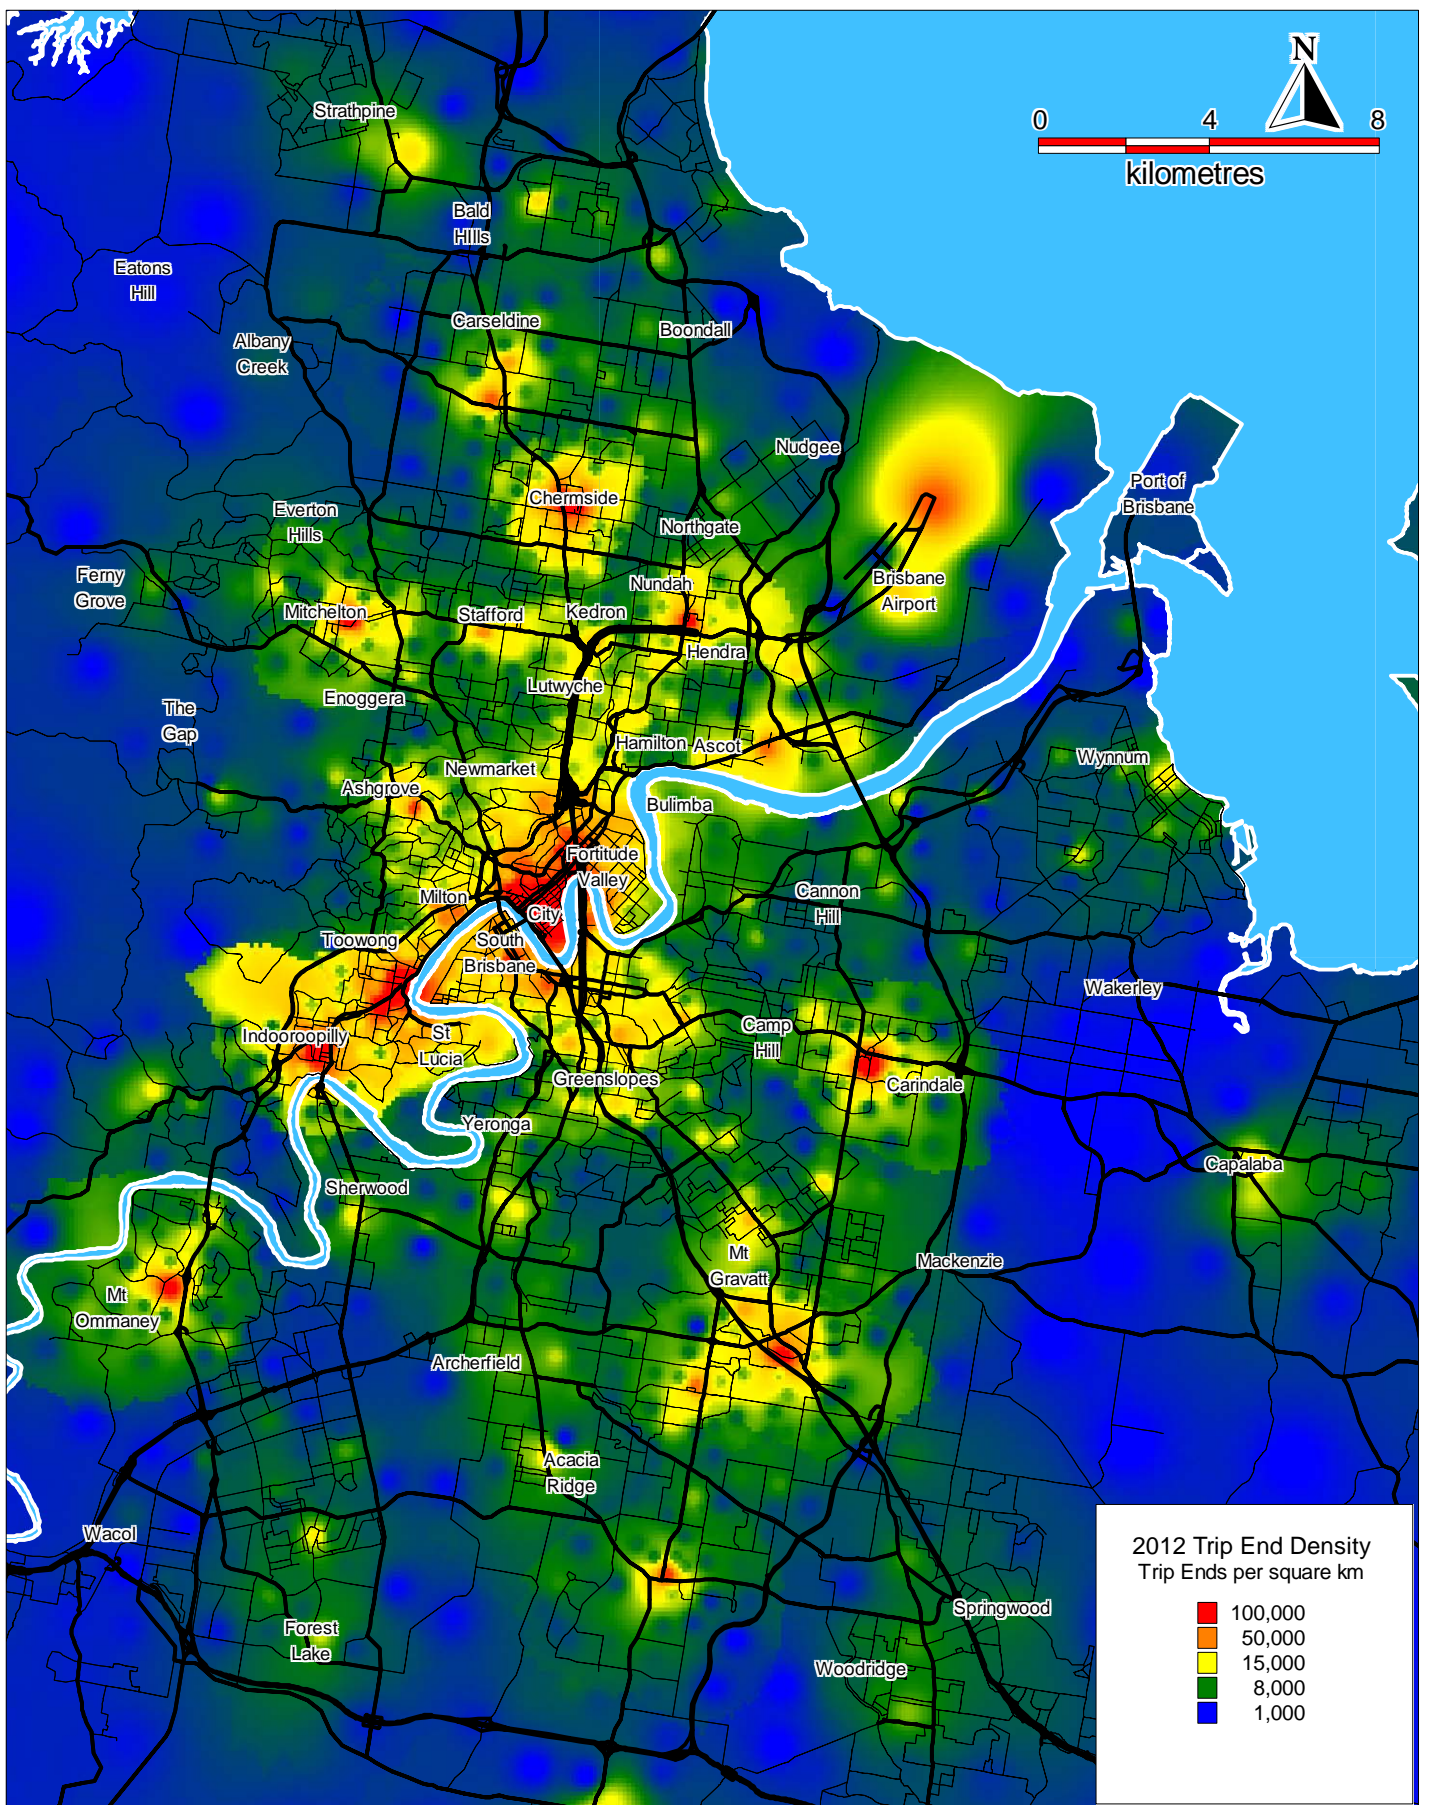 N
0 4 8
kilometres
Strathpine
Bald
HIlls
Eatons
Hill
Carseldine
Boondall
Albany
Creek
Nudgee
Port of
Brisbane
Chermside
Everton
Hills
Northgate
Ferny
Grove
Nundah
Brisbane
Airport
Mitchelton
Stafford
Kedron
Hendra
Lutwyche
Enoggera
The
Gap
Hamilton
Ascot
Wynnum
Newmarket
Ashgrove
Bulimba
Fortitude
Valley
Milton
Cannon
Hill
City
Toowong
South
Brisbane
Wakerley
Indooroopilly
St
Lucia
Camp
Hill
Greenslopes
Carindale
Yeronga
Capalaba
Sherwood
Mt
Gravatt
Mackenzie
Mt
Ommaney
Archerfield
Acacia
Ridge
Wacol
Forest
Lake
Springwood
Woodridge
2012 Trip End Density
Trip Ends per square km
100,000
50,000
15,000
8,000
1,000